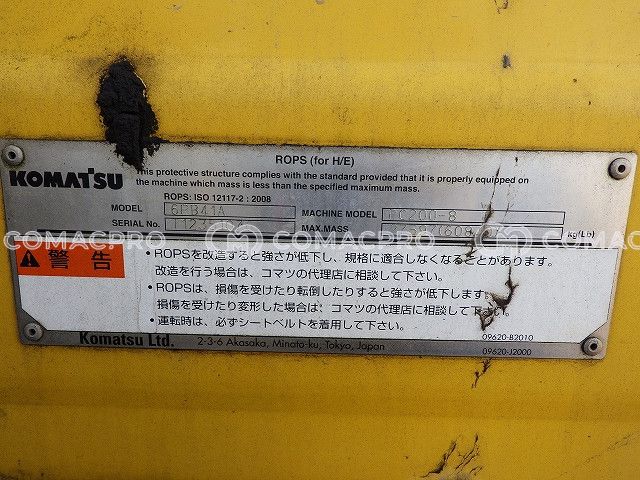 ROPS (for H/E)
KOMATSU
This protective structure complies with the standard provided that it is properly equipped on
the machine which mass is less than the specified maximum mass.
ROPS: ISO 12117-2 : 2008
MODEL
MACHINE MODEL PC200-8
SERIAL No.
MAX.MASS kg(Lb)
COMACPRO COMACPRO COMACPRO
警告
• ROPSを改造すると強さが低下し、規格に適合しなくなることがあります。
改造を行う場合は、コマツの代理店に相談して下さい。
• ROPSは、損傷を受けたり転倒したりすると強さが低下します。
損傷を受けたり変形した場合は、コマツの代理店に相談して下さい。
• 運転時は、必ずシートベルトを着用して下さい。
09620-B2010
Komatsu Ltd. 2-3-6 Akasaka, Minato-ku, Tokyo, Japan 09620-J2000